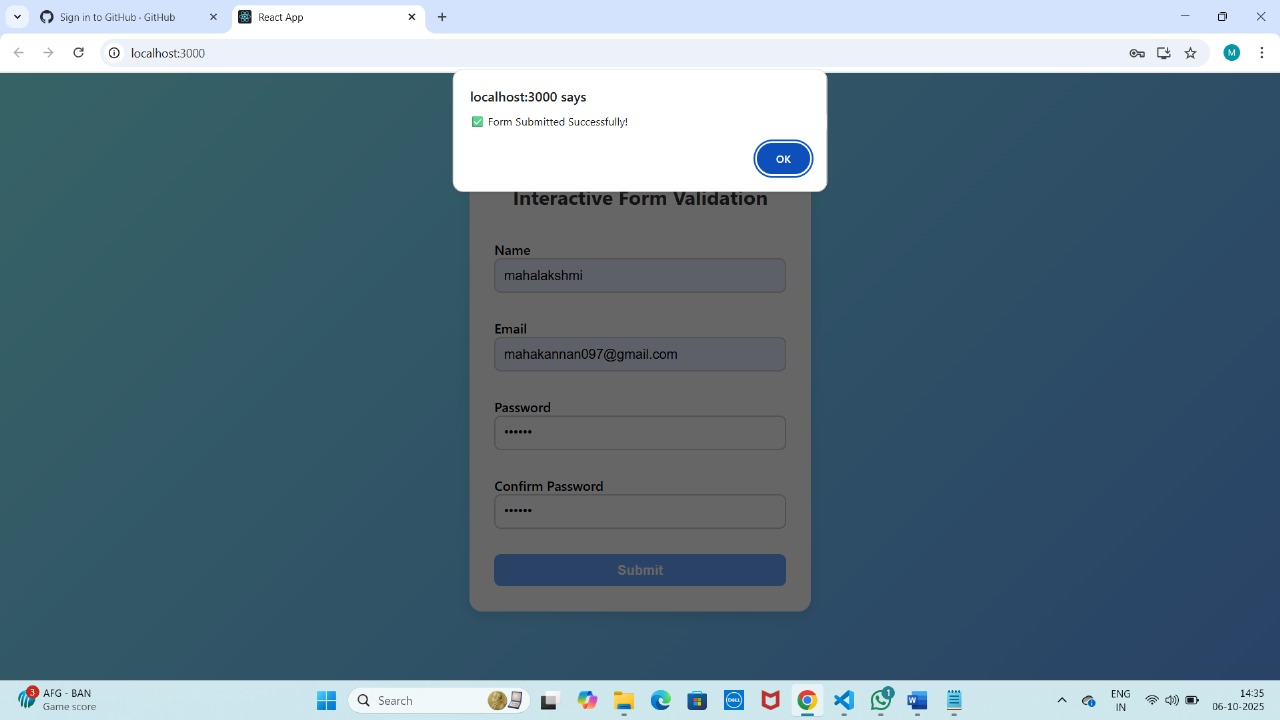 Sign in to GitHub · GitHub
React App
localhost:3000
M
localhost:3000 says
✅ Form Submitted Successfully!
OK
Interactive Form Validation
Name
mahalakshmi
Email
mahakannan097@gmail.com
Password
••••••
Confirm Password
••••••
Submit
3
AFG - BAN
Game score
Search
DELL
1
W
ENG
IN
14:35
06-10-2025